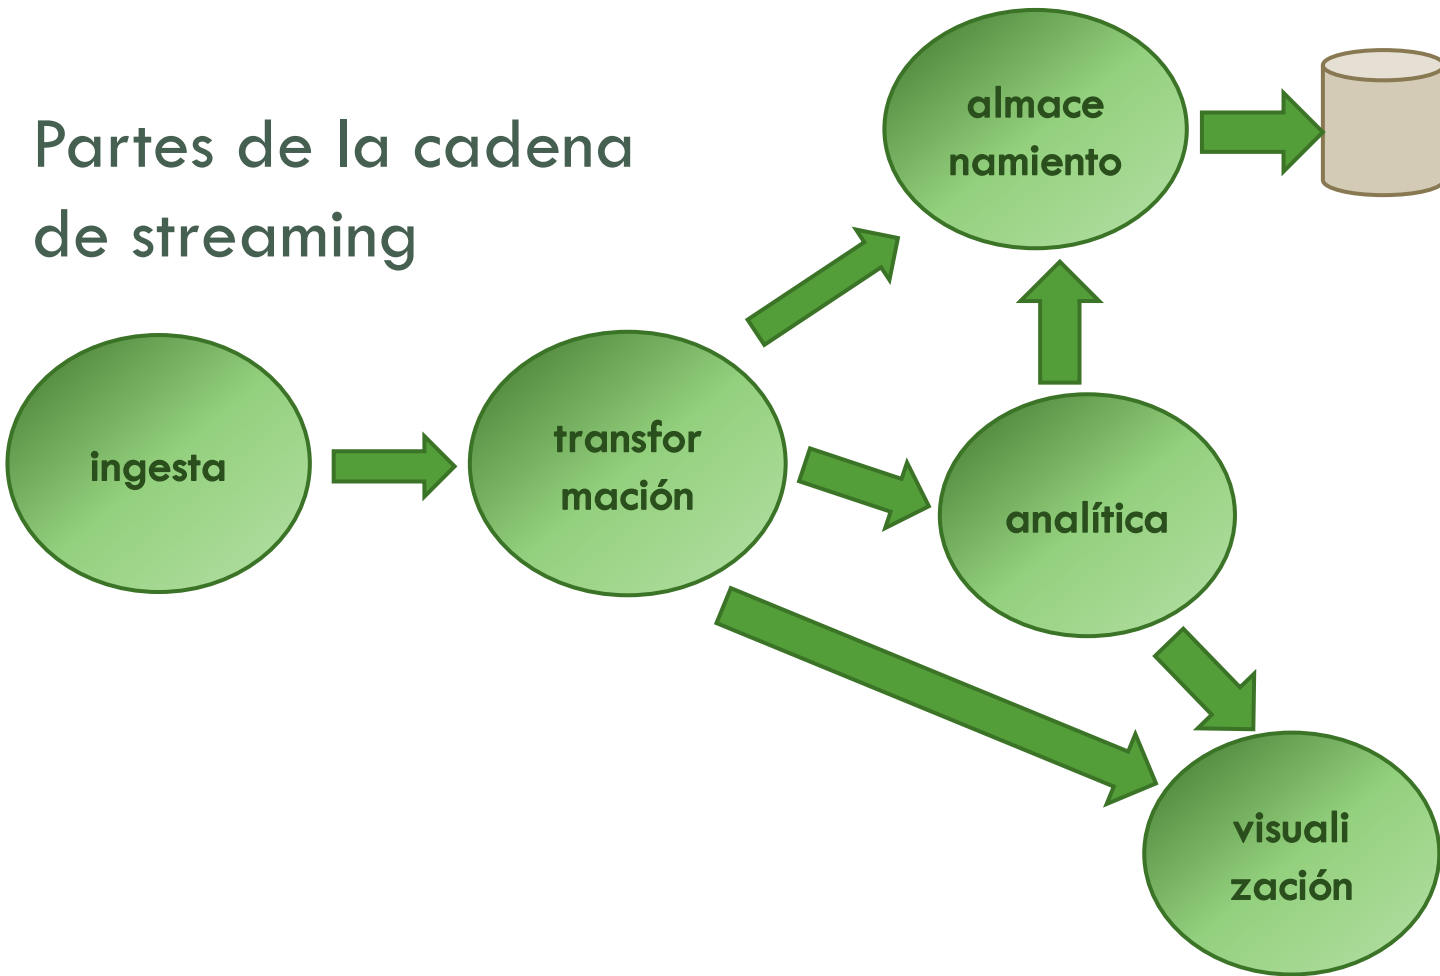 Partes de la cadena
de streaming
almace
namiento
ingesta
transfor
mación
analítica
visuali
zación